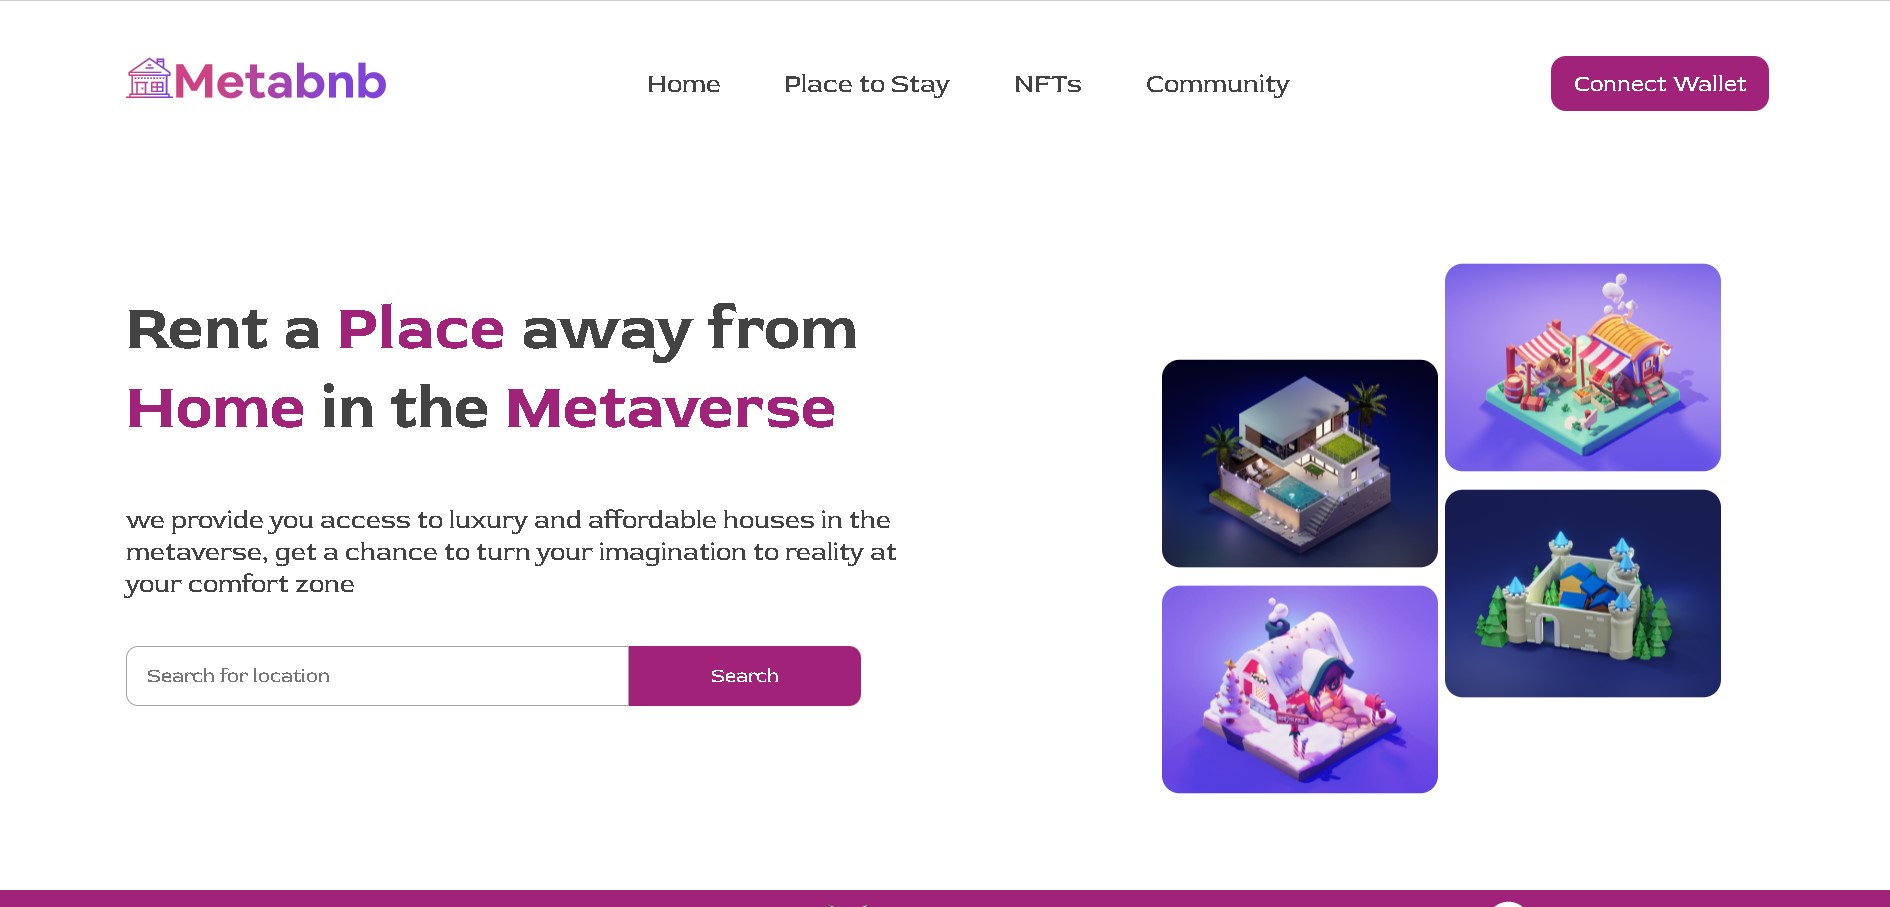 Metabnb
Home
Place to Stay
NFTs
Community
Connect Wallet
Rent a Place away from
Home in the Metaverse
we provide you access to luxury and affordable houses in the
metaverse, get a chance to turn your imagination to reality at
your comfort zone
Search for location
Search